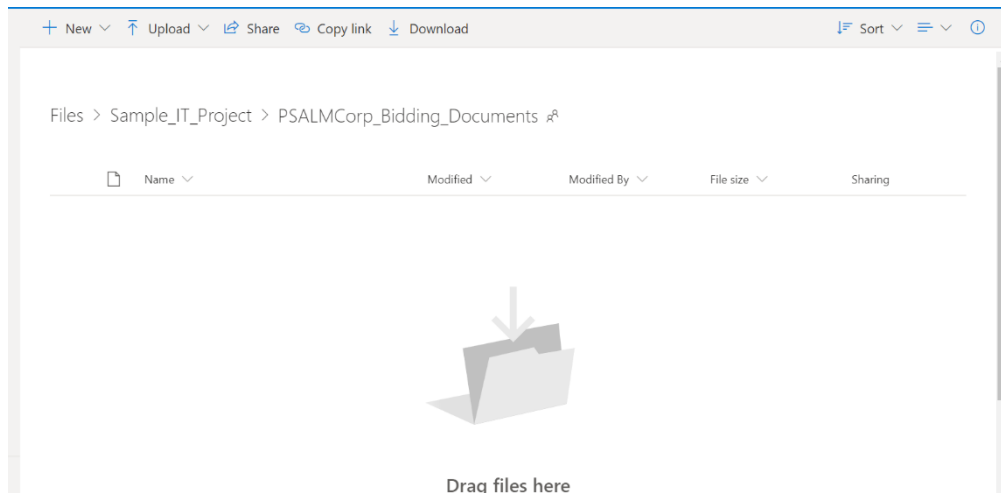 New Upload Share Copy link Download Sort
Files > Sample_IT_Project > PSALMCorp_Bidding_Documents
Name Modified Modified By File size Sharing
Drag files here